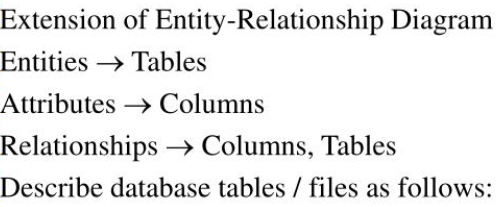 Extension of Entity-Relationship Diagram
Entities → Tables
Attributes → Columns
Relationships → Columns, Tables
Describe database tables / files as follows: